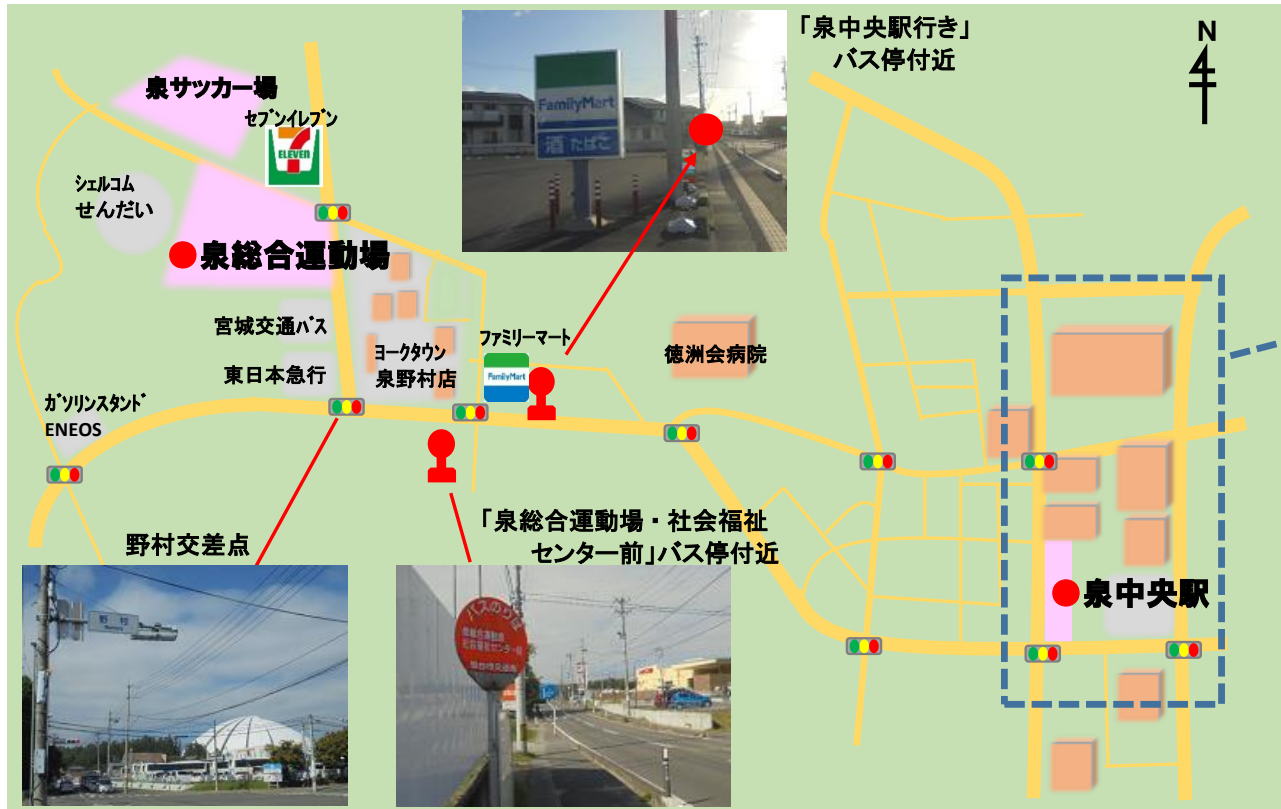 「泉中央駅行き」
バス停付近
N
泉サッカー場
セブンイレブン
ELEVEN
FamilyMart
酒 たばこ
シェルコム
せんだい
泉総合運動場
宮城交通バス
東日本急行
ヨークタウン
泉野村店
ファミリーマート
FamilyMart
徳洲会病院
ガソリンスタンド
ENEOS
野村交差点
「泉総合運動場・社会福祉
センター前」バス停付近
泉中央駅
野村
バスのりば